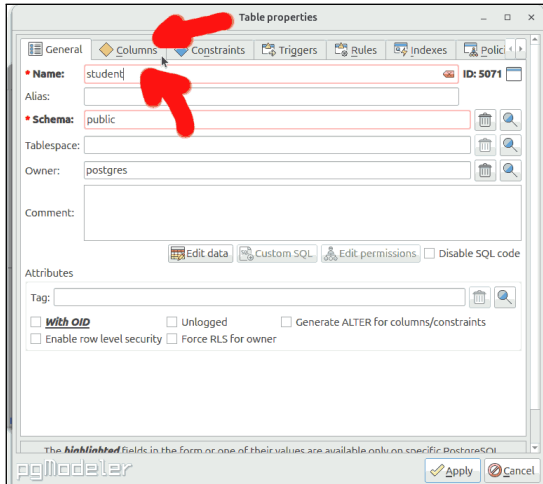 Table properties
General Columns Constraints Triggers Rules Indexes Polici
* Name: student ID: 5071
Alias:
* Schema: public
Tablespace:
Owner: postgres
Comment:
Edit data Custom SQL Edit permissions Disable SQL code
Attributes
Tag:
With OID Unlogged Generate ALTER for columns/constraints
Enable row level security Force RLS for owner
The highlighted fields in the form or one of their values are available only on specific PostgreSQL
pgModeler Apply Cancel